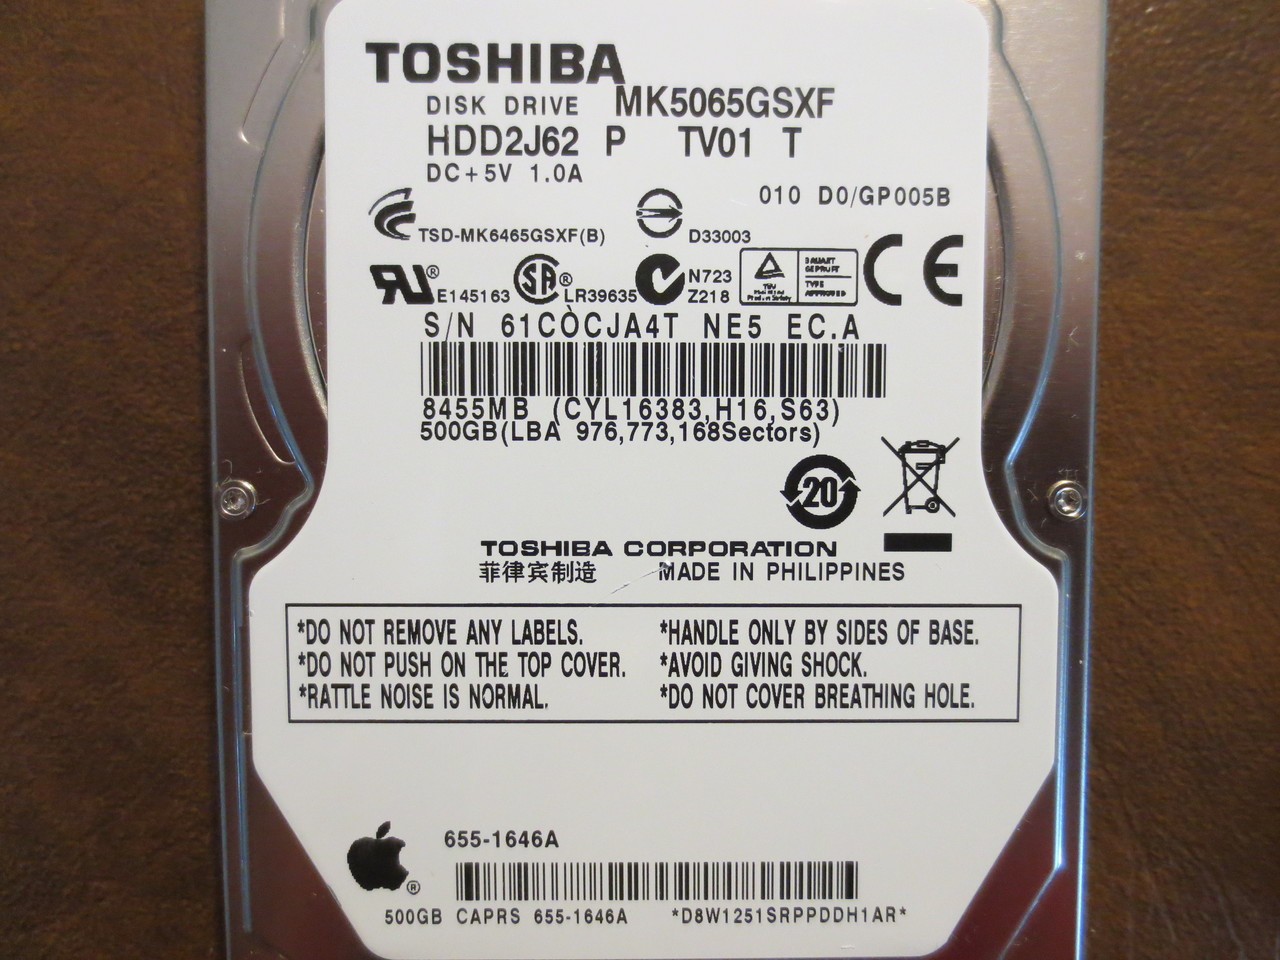 TOSHIBA
DISK DRIVE MK5065GSXF
HDD2J62 P TV01 T
DC+5V 1.0A
010 D0/GP005B
TSD-MK6465GSXF(B)
D33003
E145163
LR39635
N723
Z218
TYPE
APPROVED
S/N 61COCJA4T NE5 EC.A
8455MB (CYL16383,H16,S63)
500GB(LBA 976,773,168Sectors)
20
TOSHIBA CORPORATION
菲律宾制造 MADE IN PHILIPPINES
*DO NOT REMOVE ANY LABELS. *HANDLE ONLY BY SIDES OF BASE.
*DO NOT PUSH ON THE TOP COVER. *AVOID GIVING SHOCK.
*RATTLE NOISE IS NORMAL. *DO NOT COVER BREATHING HOLE.
655-1646A
500GB CAPRS 655-1646A *D8W1251SRPPDDH1AR*